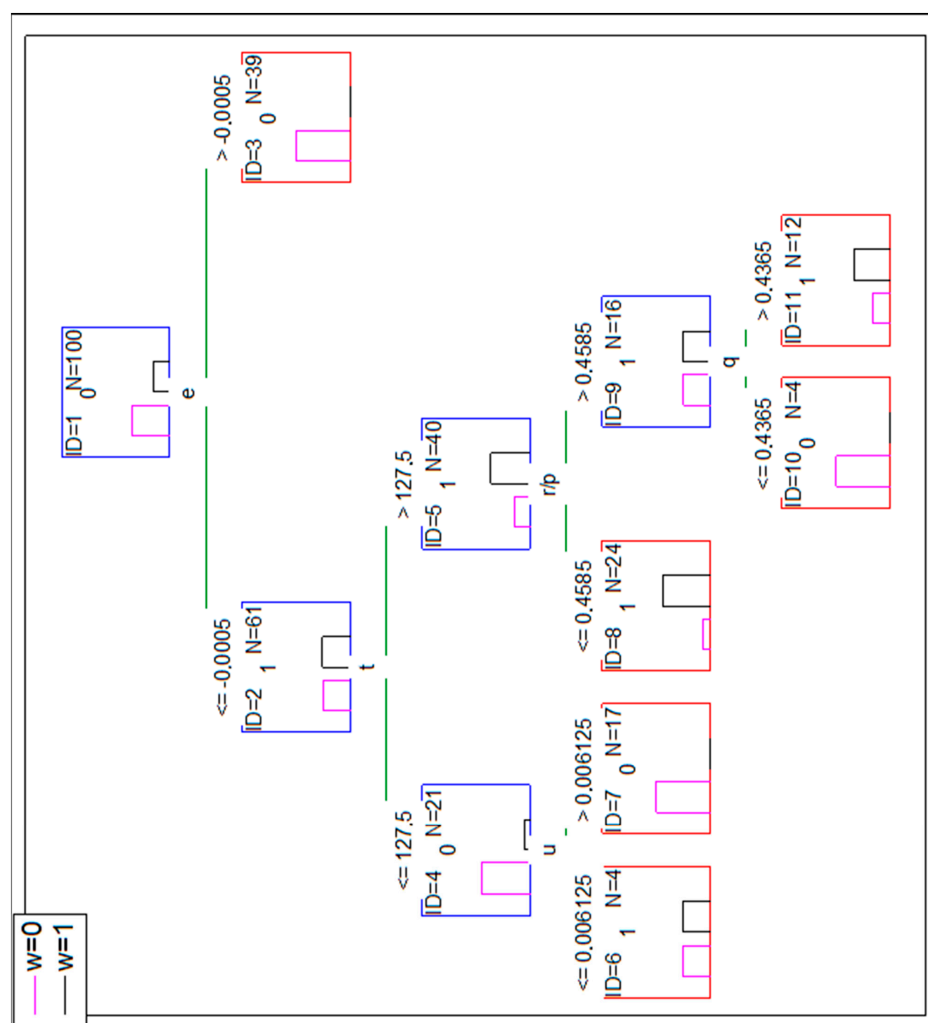 w=0
w=1
ID=1 N=100
0
e
<= -0.0005
> -0.0005
ID=2 N=61
1
ID=3 N=39
0
t
<= 127.5
> 127.5
ID=4 N=21
0
ID=5 N=40
1
u
r/p
<= 0.006125
> 0.006125
<= 0.4585
> 0.4585
ID=6 N=4
1
ID=7 N=17
0
ID=8 N=24
1
ID=9 N=16
1
q
<= 0.4365
> 0.4365
ID=10 N=4
0
ID=11 N=12
1